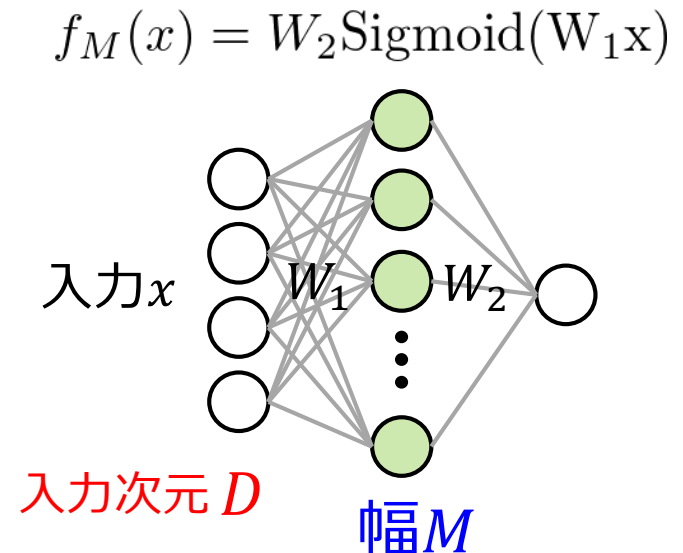 f_M(x) = W_2Sigmoid(W_1x)
入力x
W_1
W_2
入力次元 D
幅M